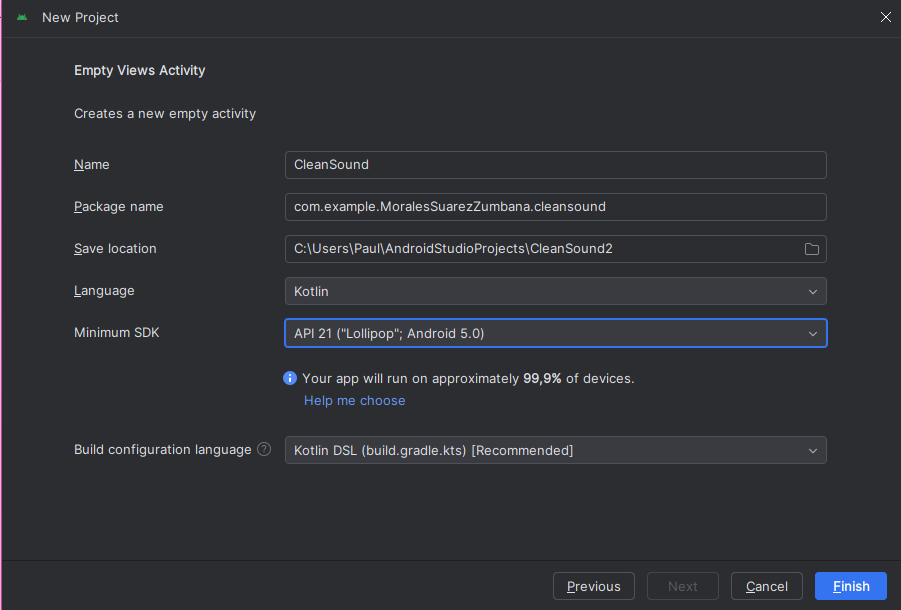 New Project
Empty Views Activity
Creates a new empty activity
Name CleanSound
Package name com.example.MoralesSuarezZumbana.cleansound
Save location C:\Users\Paul\AndroidStudioProjects\CleanSound2
Language Kotlin
Minimum SDK API 21 ("Lollipop"; Android 5.0)
Your app will run on approximately 99,9% of devices.
Help me choose
Build configuration language ? Kotlin DSL (build.gradle.kts) [Recommended]
Previous Next Cancel Finish